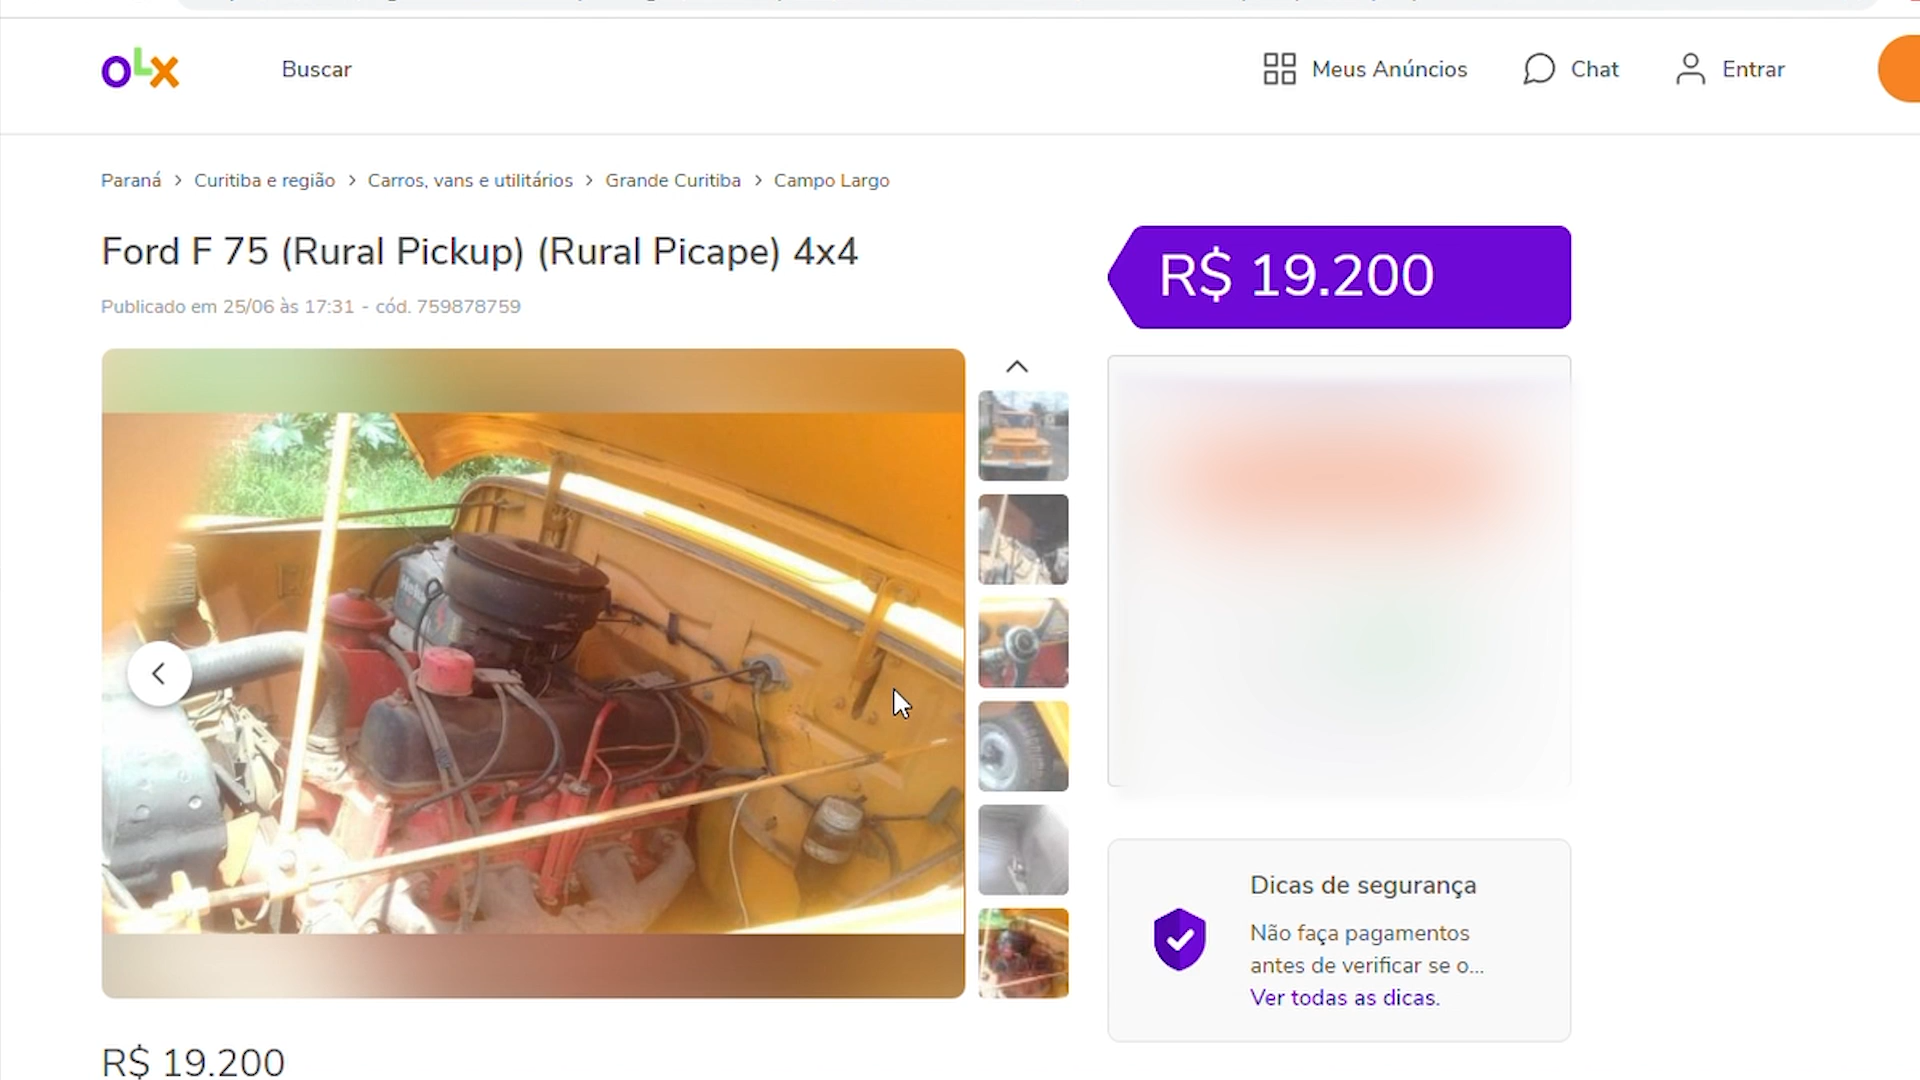 OLX
Buscar
Meus Anúncios
Chat
Entrar
Paraná > Curitiba e região > Carros, vans e utilitários > Grande Curitiba > Campo Largo
Ford F 75 (Rural Pickup) (Rural Picape) 4x4
Publicado em 25/06 às 17:31 - cód. 759878759
R$ 19.200
Dicas de segurança
Não faça pagamentos
antes de verificar se o...
Ver todas as dicas.
R$ 19.200